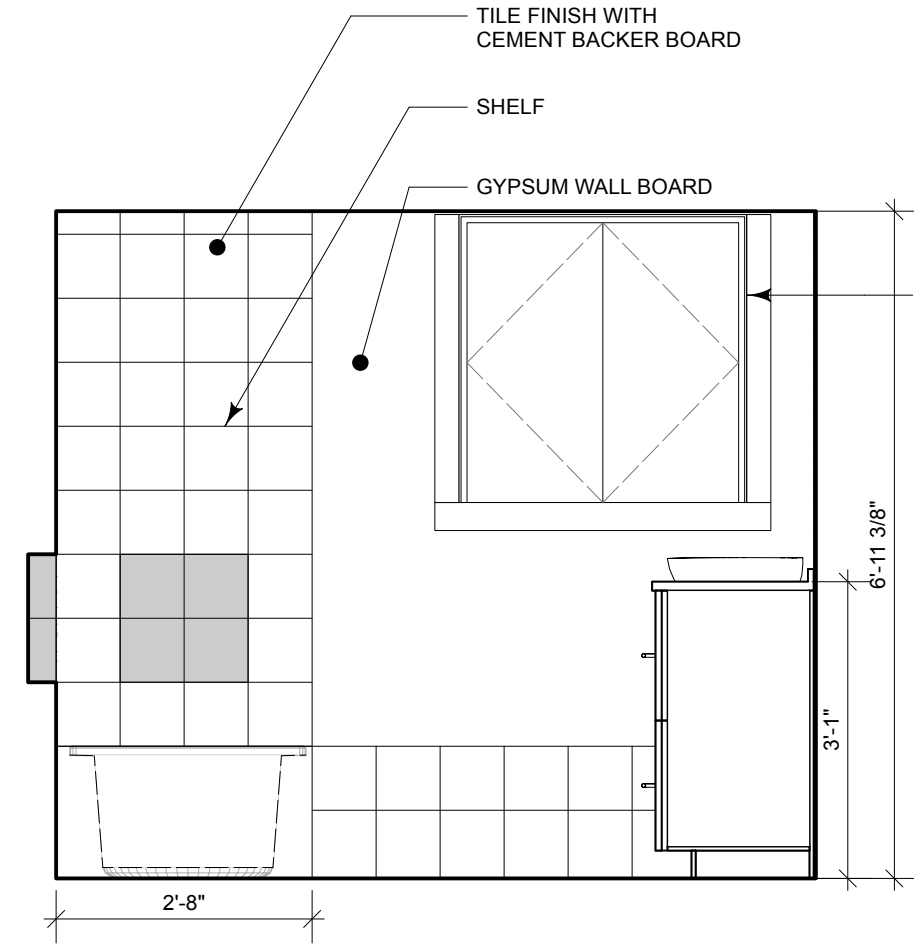 TILE FINISH WITH
CEMENT BACKER BOARD
SHELF
GYPSUM WALL BOARD
6'-11 3/8"
3'-1"
2'-8"